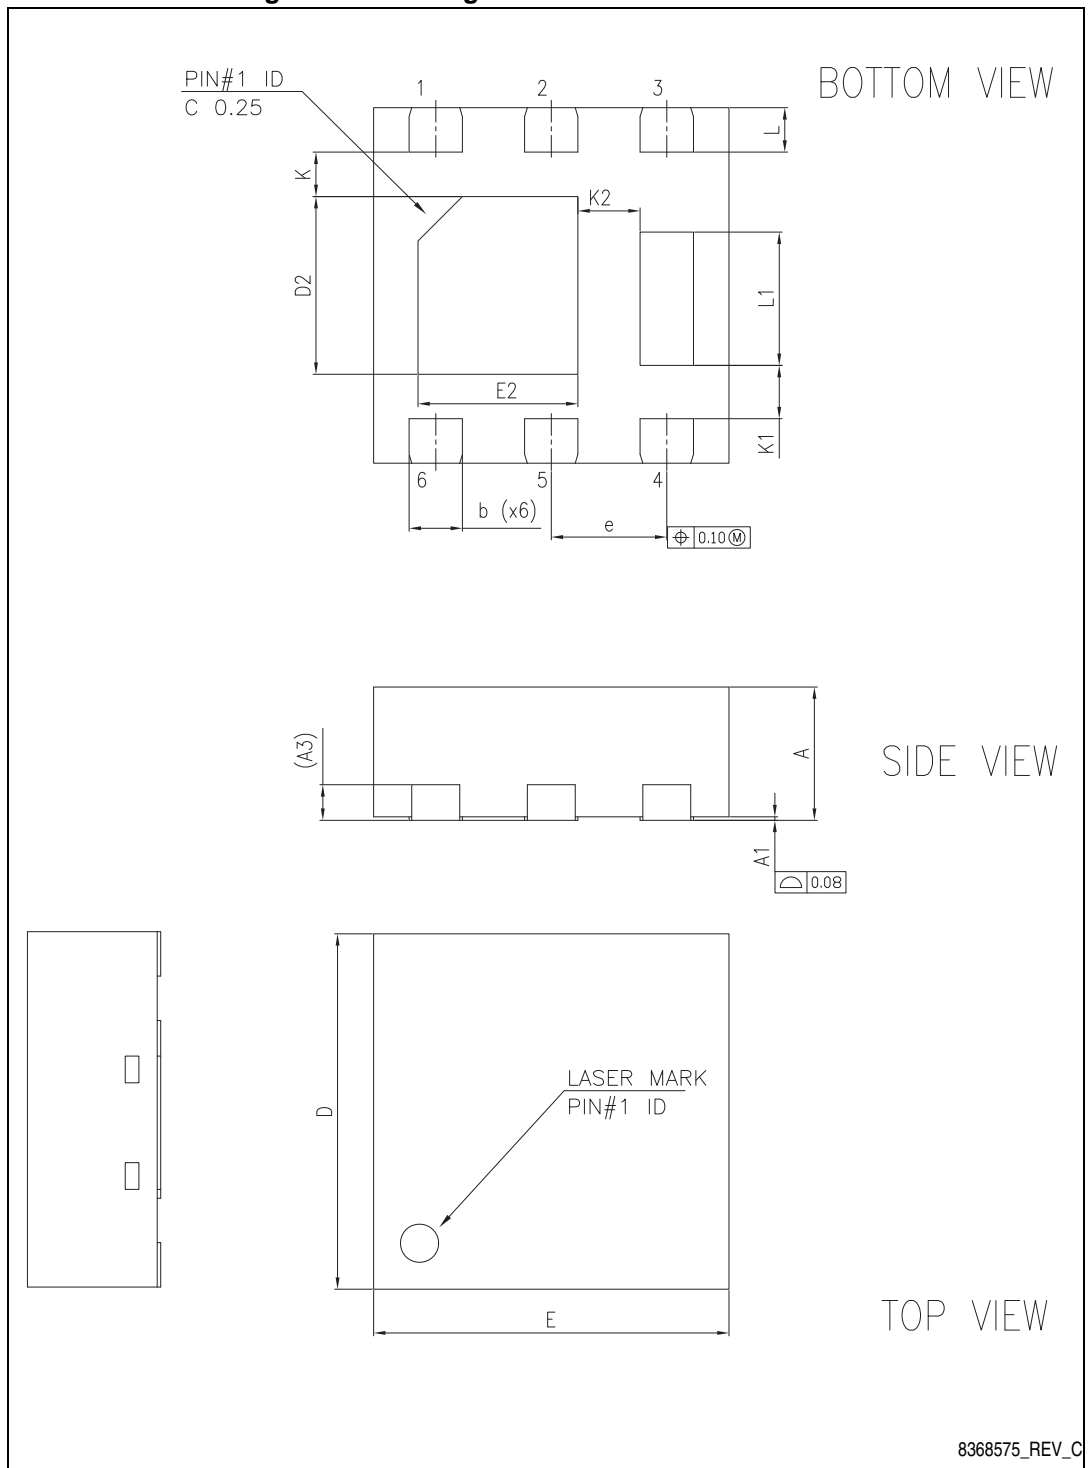 PIN#1 ID
C 0.25
BOTTOM VIEW
1
2
3
L
K
K2
D2
L1
E2
K1
6
5
4
b (x6)
e
0.10 Ⓜ
(A3)
A
SIDE VIEW
A1
0.08
LASER MARK
PIN#1 ID
D
E
TOP VIEW
8368575_REV_C